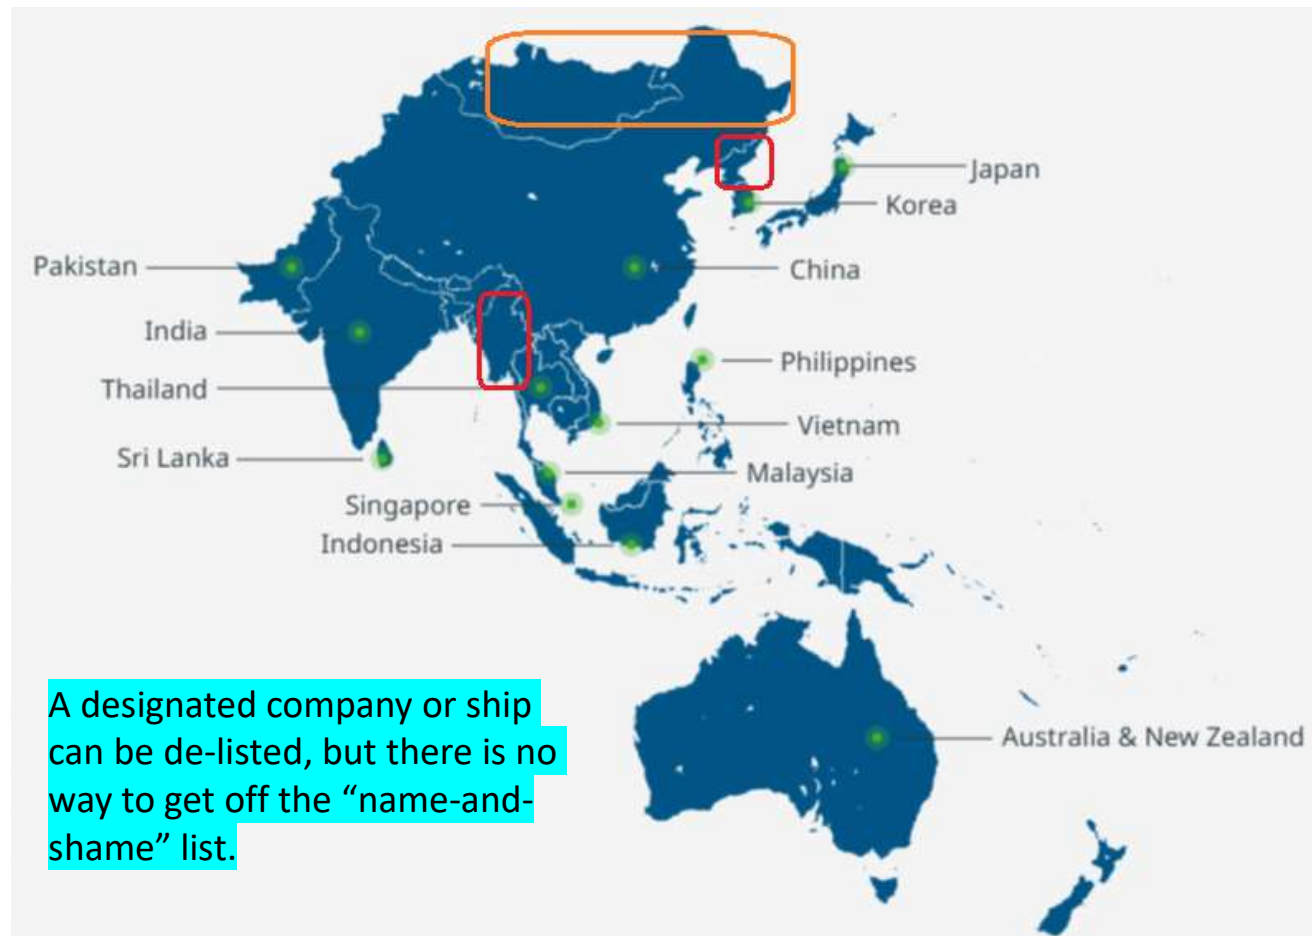 Japan
Korea
Pakistan
China
India
Philippines
Thailand
Vietnam
Sri Lanka
Malaysia
Singapore
Indonesia
A designated company or ship
can be de-listed, but there is no
way to get off the “name-and-
shame” list.
Australia & New Zealand